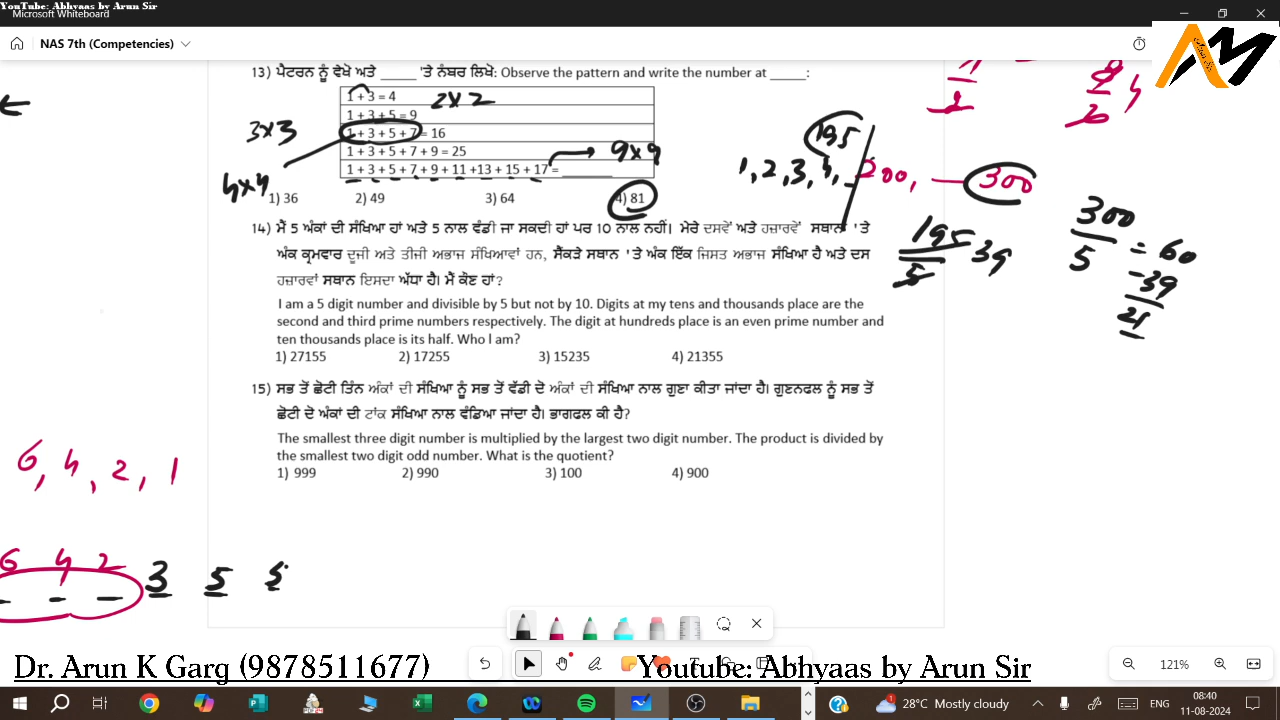 YouTube: Abhyaas by Arun Sir
Microsoft Whiteboard
NAS 7th (Competencies)
13) ਪੈਟਰਨ ਨੂੰ ਵੇਖੋ ਅਤੇ _____ 'ਤੇ ਨੰਬਰ ਲਿਖੋ: Observe the pattern and write the number at _____:
1 + 3 = 4 2×2
1 + 3 + 5 = 9
3×3
1 + 3 + 5 + 7 = 16
1 + 3 + 5 + 7 + 9 = 25
9×9
1 + 3 + 5 + 7 + 9 + 11 +13 + 15 + 17 = ______
4×4
1) 36 2) 49 3) 64 4) 81
195
1, 2, 3, 4, 200, — 300
195
5
39
300
5
= 60
-39
21
14) ਮੈਂ 5 ਅੰਕਾਂ ਦੀ ਸੰਖਿਆ ਹਾਂ ਅਤੇ 5 ਨਾਲ ਵੰਡੀ ਜਾ ਸਕਦੀ ਹਾਂ ਪਰ 10 ਨਾਲ ਨਹੀਂ। ਮੇਰੇ ਦਸਵੇਂ ਅਤੇ ਹਜ਼ਾਰਵੇਂ ਸਥਾਨ 'ਤੇ
ਅੰਕ ਕ੍ਰਮਵਾਰ ਦੂਜੀ ਅਤੇ ਤੀਜੀ ਅਭਾਜ ਸੰਖਿਆਵਾਂ ਹਨ, ਸੈਂਕੜੇ ਸਥਾਨ 'ਤੇ ਅੰਕ ਇੱਕ ਜਿਸਤ ਅਭਾਜ ਸੰਖਿਆ ਹੈ ਅਤੇ ਦਸ
ਹਜ਼ਾਰਵਾਂ ਸਥਾਨ ਇਸਦਾ ਅੱਧਾ ਹੈ। ਮੈਂ ਕੌਣ ਹਾਂ?
I am a 5 digit number and divisible by 5 but not by 10. Digits at my tens and thousands place are the
second and third prime numbers respectively. The digit at hundreds place is an even prime number and
ten thousands place is its half. Who I am?
1) 27155 2) 17255 3) 15235 4) 21355
15) ਸਭ ਤੋਂ ਛੋਟੀ ਤਿੰਨ ਅੰਕਾਂ ਦੀ ਸੰਖਿਆ ਨੂੰ ਸਭ ਤੋਂ ਵੱਡੀ ਦੋ ਅੰਕਾਂ ਦੀ ਸੰਖਿਆ ਨਾਲ ਗੁਣਾ ਕੀਤਾ ਜਾਂਦਾ ਹੈ। ਗੁਣਨਫਲ ਨੂੰ ਸਭ ਤੋਂ
ਛੋਟੀ ਦੋ ਅੰਕਾਂ ਦੀ ਟਾਂਕ ਸੰਖਿਆ ਨਾਲ ਵੰਡਿਆ ਜਾਂਦਾ ਹੈ। ਭਾਗਫਲ ਕੀ ਹੈ?
The smallest three digit number is multiplied by the largest two digit number. The product is divided by
the smallest two digit odd number. What is the quotient?
1) 999 2) 990 3) 100 4) 900
6, 4, 2, 1
6 4 2 3 5 5
Dr. Arun K Garg (9878511677) Youtube: Abhyaas by Arun Sir
121%
28°C Mostly cloudy
ENG
08:40
11-08-2024